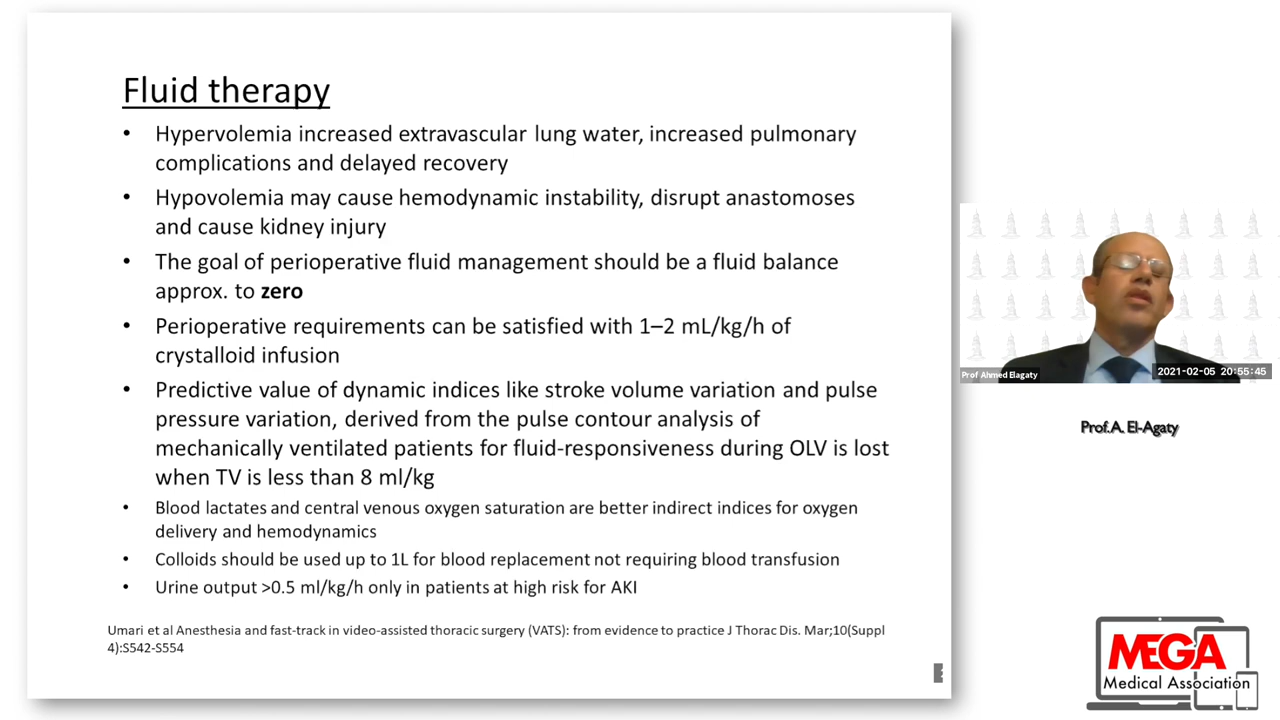 Fluid therapy
• Hypervolemia increased extravascular lung water, increased pulmonary
complications and delayed recovery
• Hypovolemia may cause hemodynamic instability, disrupt anastomoses
and cause kidney injury
• The goal of perioperative fluid management should be a fluid balance
approx. to zero
• Perioperative requirements can be satisfied with 1–2 mL/kg/h of
crystalloid infusion
• Predictive value of dynamic indices like stroke volume variation and pulse
pressure variation, derived from the pulse contour analysis of
mechanically ventilated patients for fluid-responsiveness during OLV is lost
when TV is less than 8 ml/kg
• Blood lactates and central venous oxygen saturation are better indirect indices for oxygen
delivery and hemodynamics
• Colloids should be used up to 1L for blood replacement not requiring blood transfusion
• Urine output >0.5 ml/kg/h only in patients at high risk for AKI
Umari et al Anesthesia and fast-track in video-assisted thoracic surgery (VATS): from evidence to practice J Thorac Dis. Mar;10(Suppl
4):S542-S554
Prof Ahmed Elagaty
2021-02-05 20:55:45
Prof.A. El-Agaty
MEGA
Medical Association